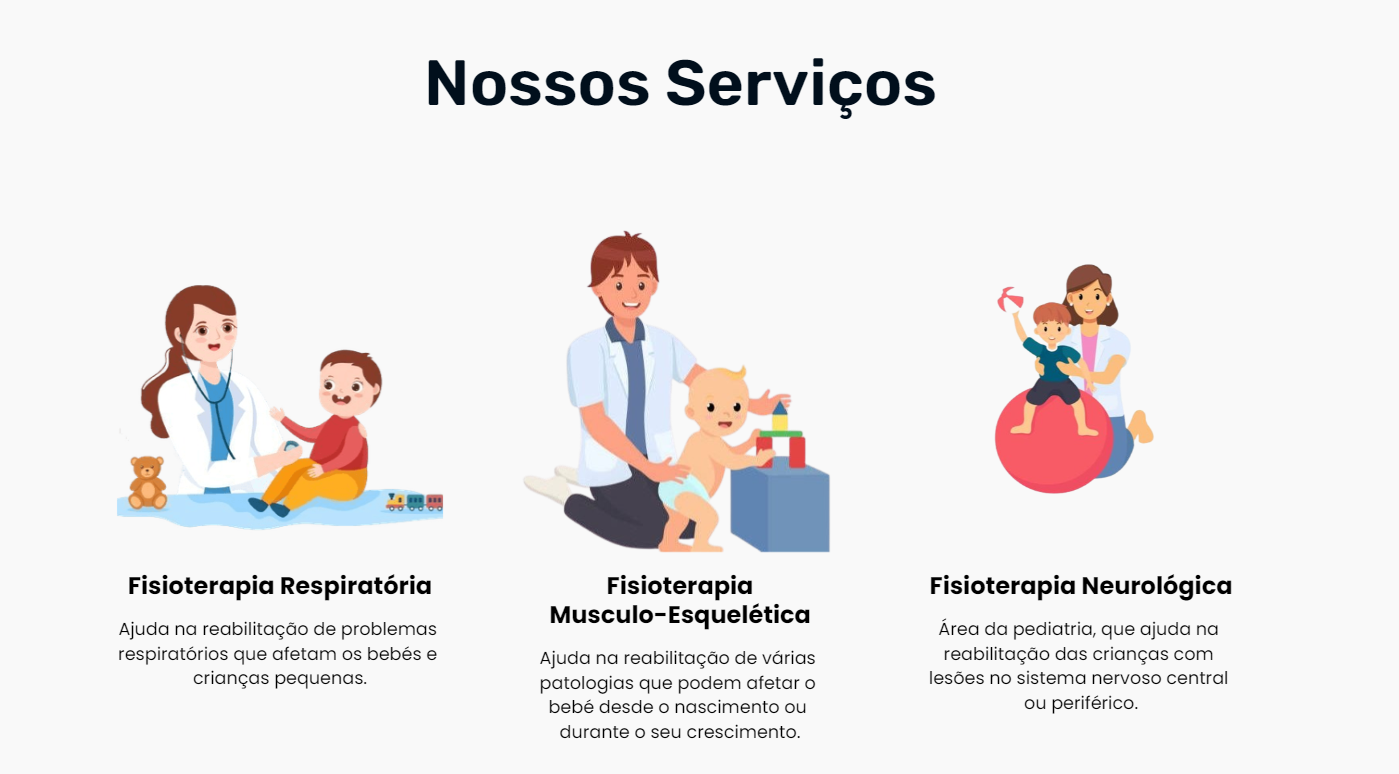 Nossos Serviços
Fisioterapia Respiratória
Ajuda na reabilitação de problemas
respiratórios que afetam os bebés e
crianças pequenas.
Fisioterapia
Musculo-Esquelética
Ajuda na reabilitação de várias
patologias que podem afetar o
bebé desde o nascimento ou
durante o seu crescimento.
Fisioterapia Neurológica
Área da pediatria, que ajuda na
reabilitação das crianças com
lesões no sistema nervoso central
ou periférico.